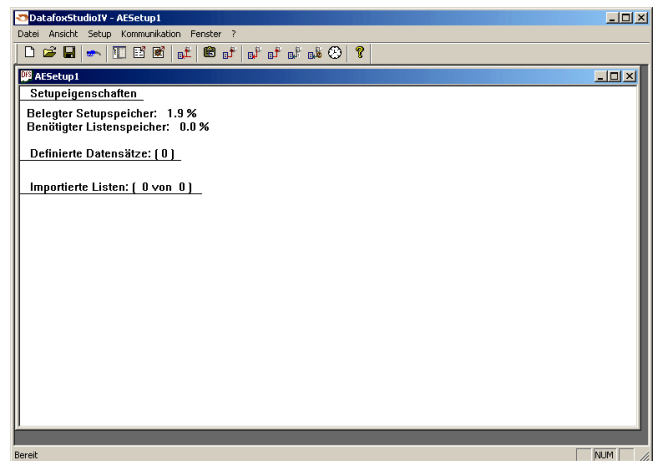 DatafoxStudioIV - AESetup1
Datei Ansicht Setup Kommunikation Fenster ?
AESetup1
Setupeigenschaften
Belegter Setupspeicher: 1.9 %
Benötigter Listenspeicher: 0.0 %
Definierte Datensätze: ( 0 )
Importierte Listen: ( 0 von 0 )
Bereit NUM